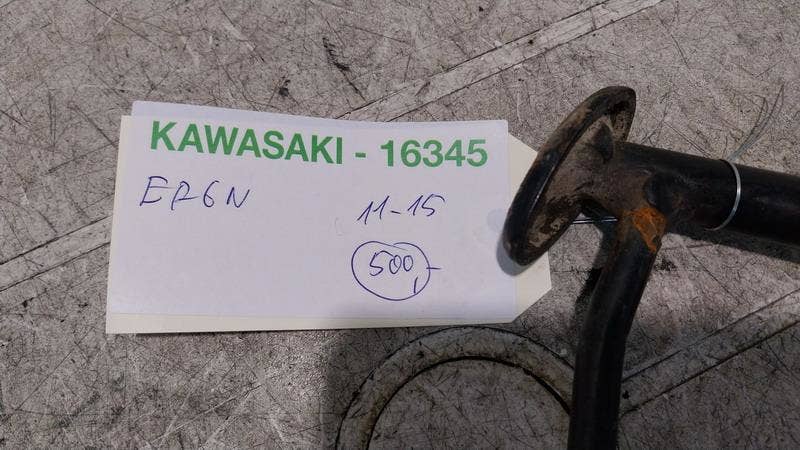 KAWASAKI - 16345
ER6N
11-15
500,-